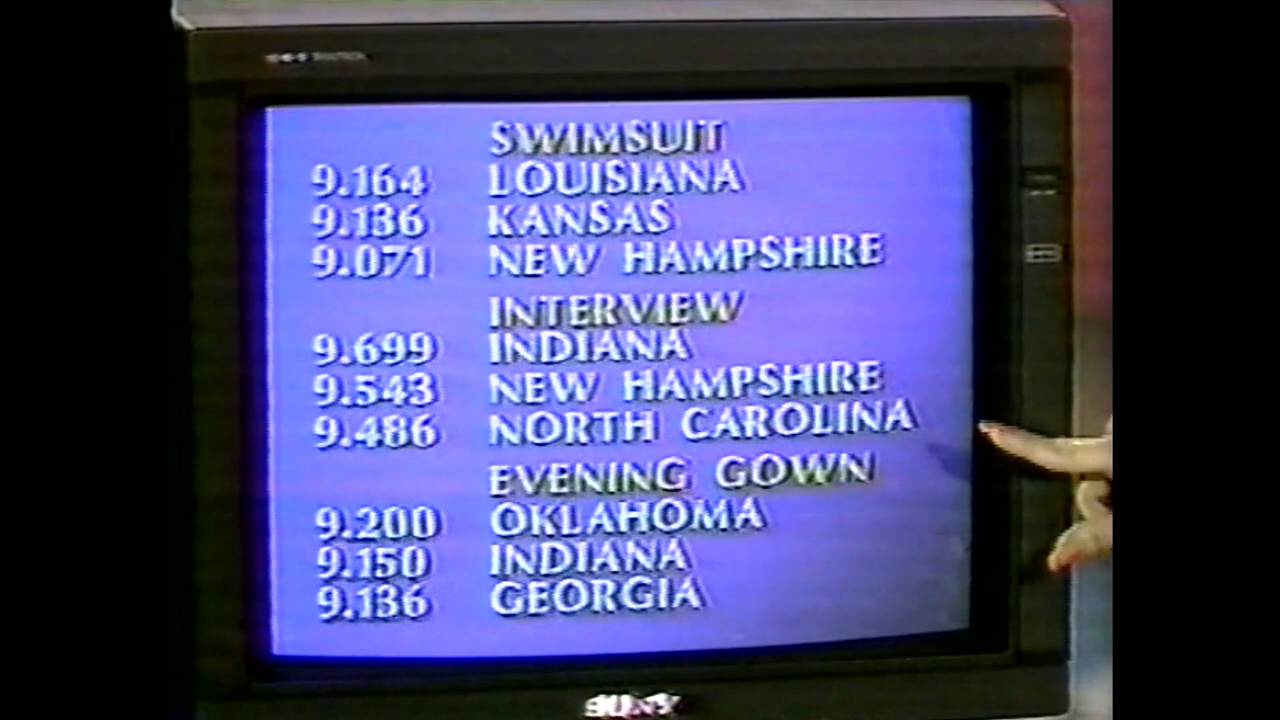 SWIMSUIT
9.164 LOUISIANA
9.136 KANSAS
9.071 NEW HAMPSHIRE
INTERVIEW
9.699 INDIANA
9.543 NEW HAMPSHIRE
9.486 NORTH CAROLINA
EVENING GOWN
9.200 OKLAHOMA
9.150 INDIANA
9.136 GEORGIA
SONY